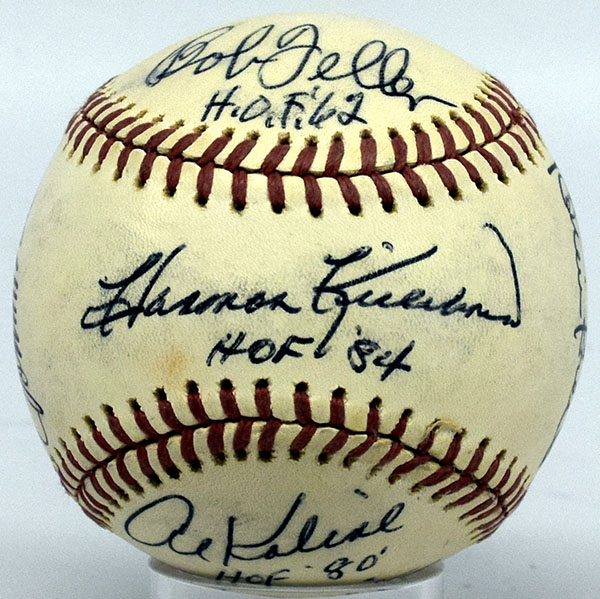 Bob Feller
H.O.F.'62
Harmon Killebrew
HOF '84
Al Kaline
HOF '80'